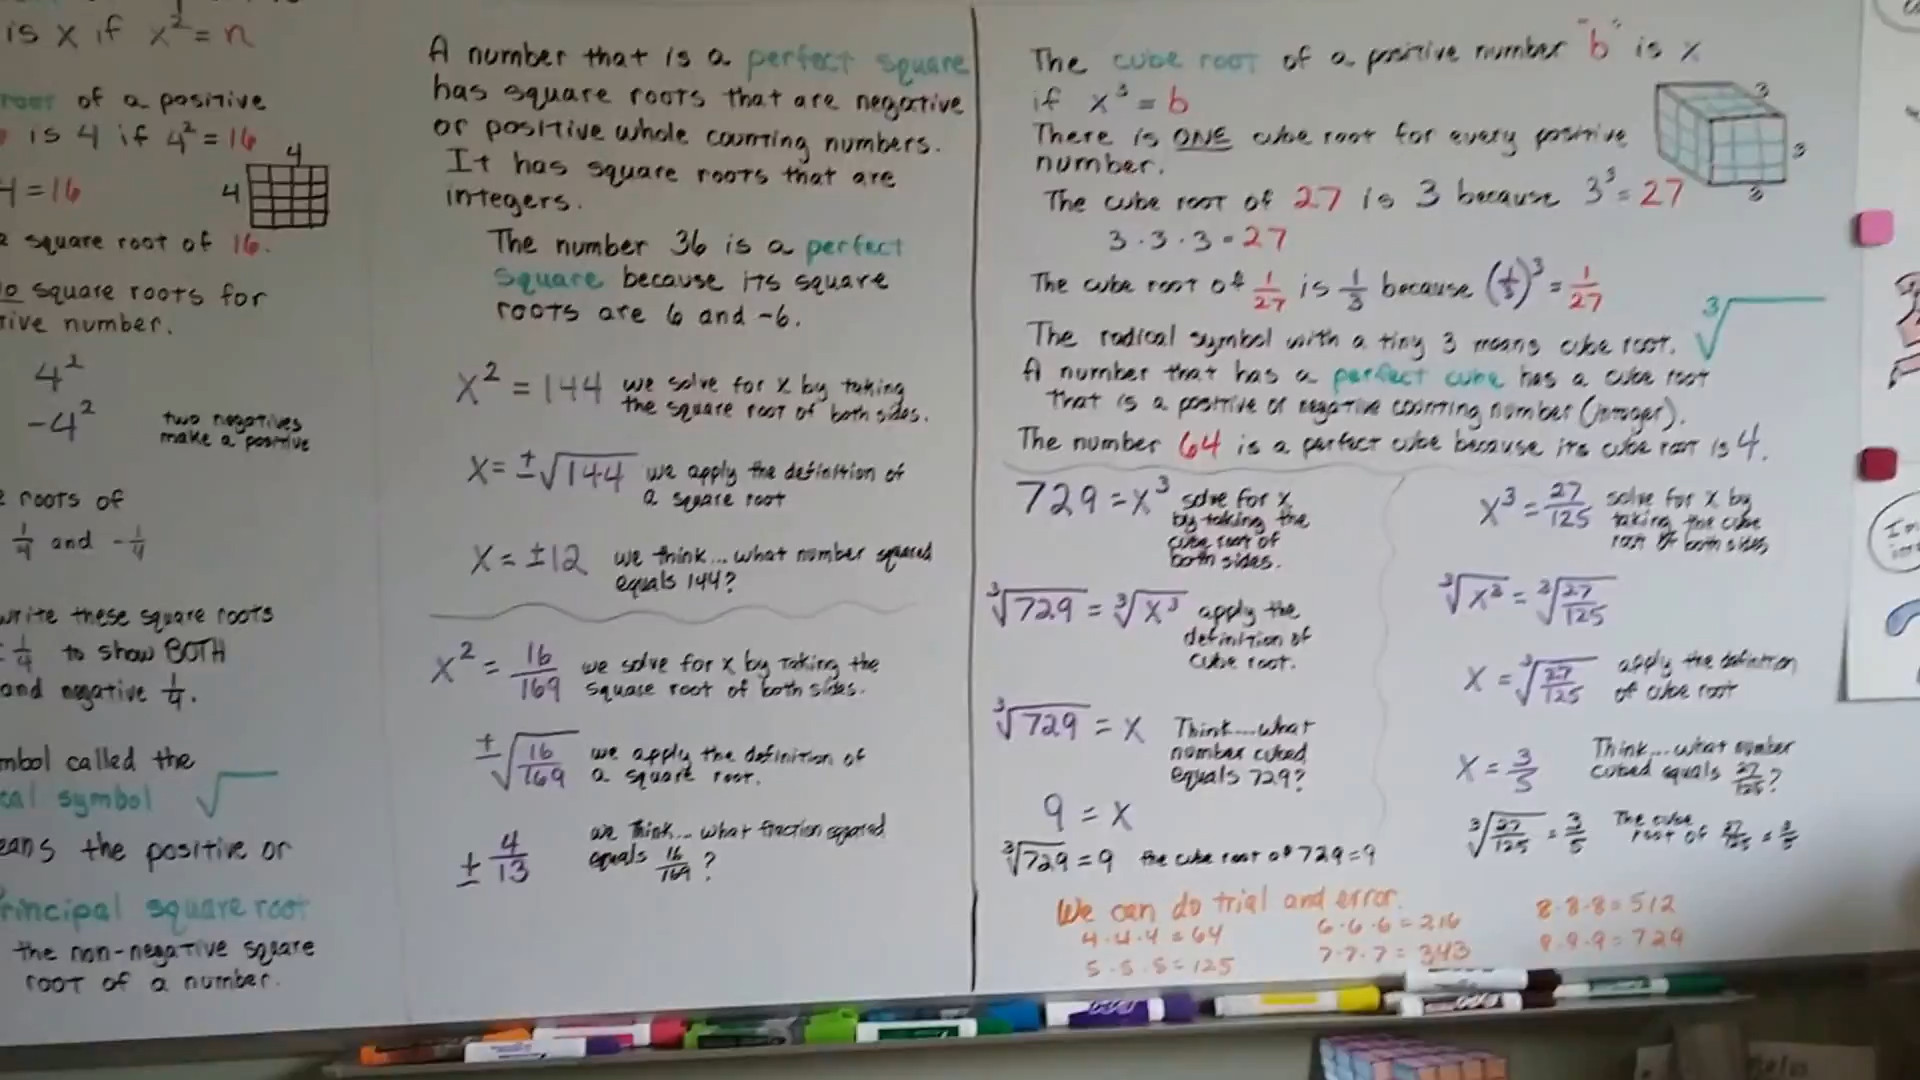 is x if x² = n
root of a positive
is 4 if 4² = 16
4
4 = 16
4
square root of 16.
square roots for
number.
4²
-4²
two negatives
make a positive
roots of
1/4 and -1/4
write these square roots
1/4 to show BOTH
and negative 1/4.
called the
symbol √
the positive or
principal square root
the non-negative square
root of a number.
A number that is a perfect square
has square roots that are negative
or positive whole counting numbers.
It has square roots that are
integers.
The number 36 is a perfect
square because its square
roots are 6 and -6.
x² = 144 we solve for x by taking
the square root of both sides.
x = ±√144 we apply the definition of
a square root
x = ±12 we think... what number squared
equals 144?
x² = 16/169 we solve for x by taking the
square root of both sides.
±√16/169 we apply the definition of
a square root.
± 4/13 we think... what fraction squared
equals 16/169?
The cube root of a positive number "b" is x
if x³ = b
There is ONE cube root for every positive
number.
3
3
3
The cube root of 27 is 3 because 3³ = 27
3 · 3 · 3 = 27
The cube root of 1/27 is 1/3 because (1/3)³ = 1/27
The radical symbol with a tiny 3 means cube root. ³√
A number that has a perfect cube has a cube root
that is a positive or negative counting number (integer).
The number 64 is a perfect cube because its cube root is 4.
729 = x³ solve for x
by taking the
cube root of
both sides.
³√729 = ³√x³ apply the
definition of
cube root.
³√729 = x Think... what
number cubed
equals 729?
9 = x
³√729 = 9 the cube root of 729 = 9
x³ = 27/125 solve for x by
taking the cube
root of both sides
³√x³ = ³√27/125
x = ³√27/125 apply the definition
of cube root
x = 3/5 Think... what number
cubed equals 27/125?
³√27/125 = 3/5 The cube
root of 27/125 = 3/5
We can do trial and error.
4·4·4 = 64
5·5·5 = 125
6·6·6 = 216
7·7·7 = 343
8·8·8 = 512
9·9·9 = 729